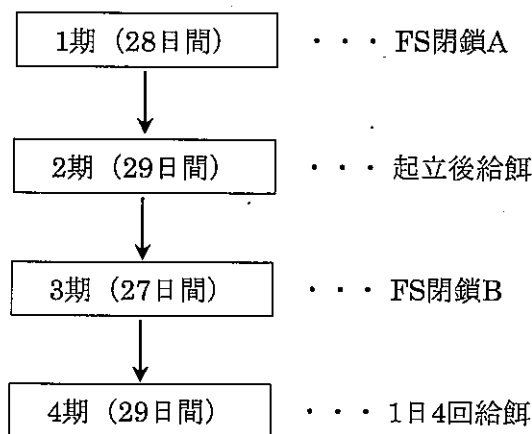 1期（28日間） ・・・ FS閉鎖A
2期（29日間） ・・・ 起立後給餌
3期（27日間） ・・・ FS閉鎖B
4期（29日間） ・・・ 1日4回給餌